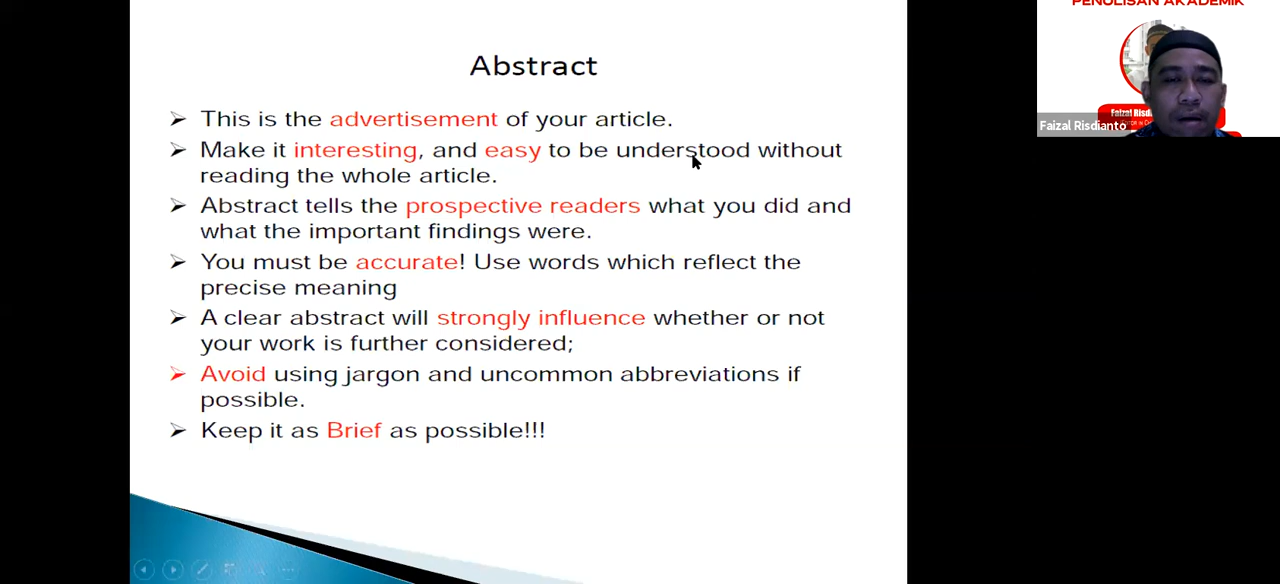 PENULISAN AKADEMIK
Abstract
This is the advertisement of your article.
Make it interesting, and easy to be understood without
reading the whole article.
Abstract tells the prospective readers what you did and
what the important findings were.
You must be accurate! Use words which reflect the
precise meaning
A clear abstract will strongly influence whether or not
your work is further considered;
Avoid using jargon and uncommon abbreviations if
possible.
Keep it as Brief as possible!!!
Faizal Risd
Faizal Risdianto